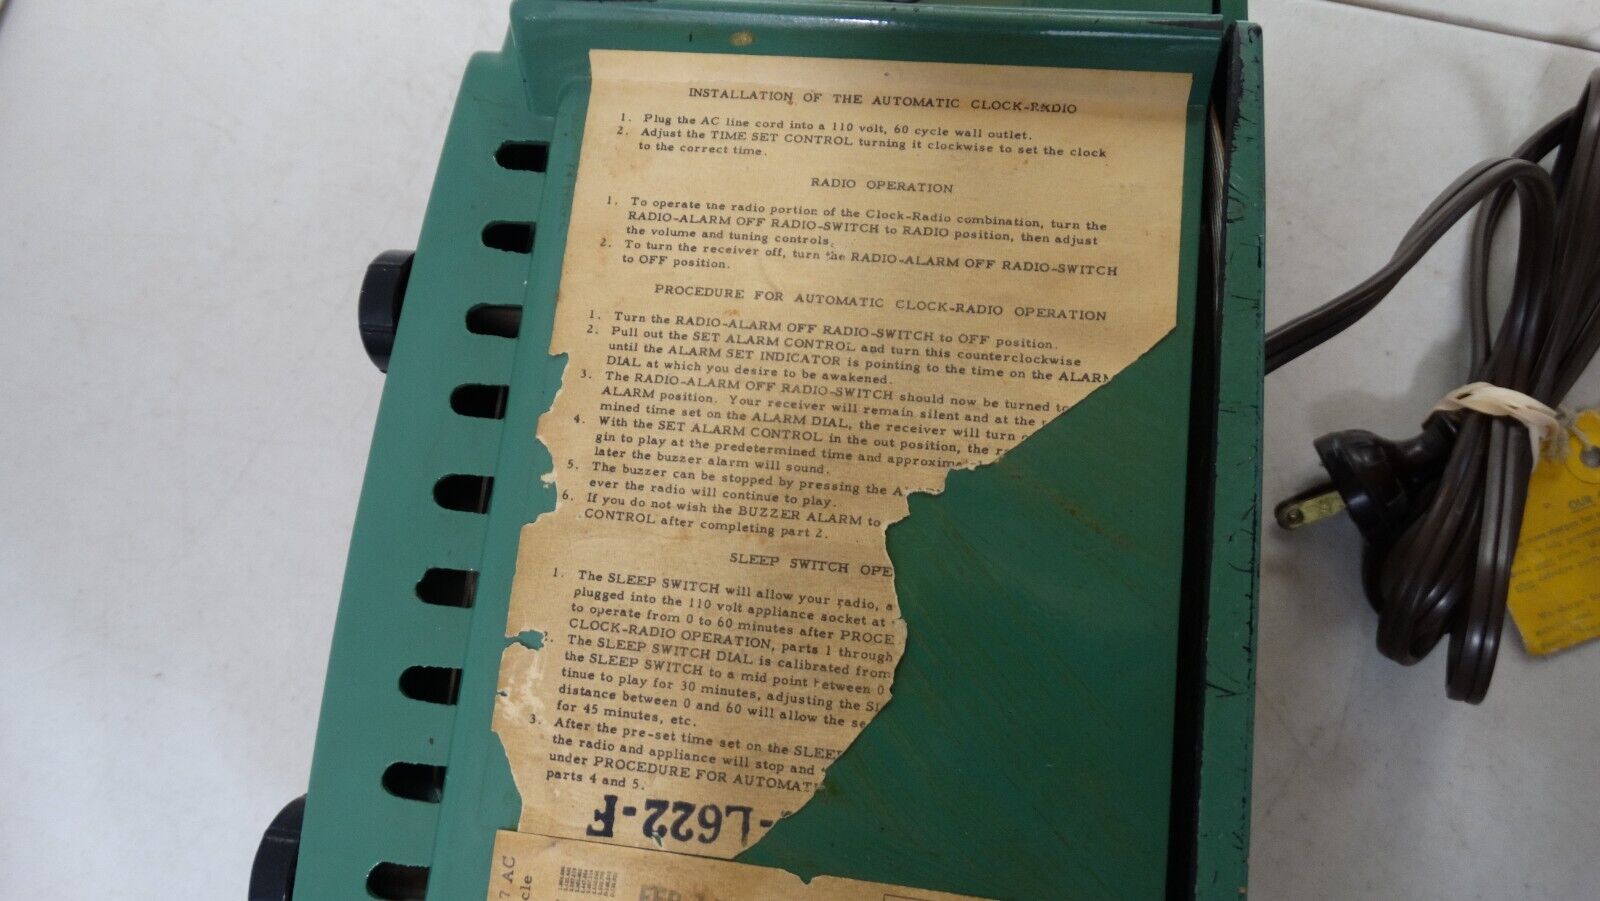 INSTALLATION OF THE AUTOMATIC CLOCK-RADIO
1. Plug the AC line cord into a 110 volt, 60 cycle wall outlet.
2. Adjust the TIME SET CONTROL turning it clockwise to set the clock
to the correct time.
RADIO OPERATION
1. To operate the radio portion of the Clock-Radio combination, turn the
RADIO-ALARM OFF RADIO-SWITCH to RADIO position, then adjust
the volume and tuning controls.
2. To turn the receiver off, turn the RADIO-ALARM OFF RADIO-SWITCH
to OFF position.
PROCEDURE FOR AUTOMATIC CLOCK-RADIO OPERATION
1. Turn the RADIO-ALARM OFF RADIO-SWITCH to OFF position.
2. Pull out the SET ALARM CONTROL and turn this counterclockwise
until the ALARM SET INDICATOR is pointing to the time on the ALARM
DIAL at which you desire to be awakened.
3. The RADIO-ALARM OFF RADIO-SWITCH should now be turned to
ALARM position. Your receiver will remain silent and at the
mined time set on the ALARM DIAL, the receiver will turn
4. With the SET ALARM CONTROL in the out position, the
gin to play at the predetermined time and approxima
later the buzzer alarm will sound.
5. The buzzer can be stopped by pressing the A
ever the radio will continue to play.
6. If you do not wish the BUZZER ALARM to
CONTROL after completing part 2.
SLEEP SWITCH OPE
1. The SLEEP SWITCH will allow your radio, a
plugged into the 110 volt appliance socket at
to operate from 0 to 60 minutes after PROCE
CLOCK-RADIO OPERATION, parts 1 through
2. The SLEEP SWITCH DIAL is calibrated from
the SLEEP SWITCH to a mid point between 0
tinue to play for 30 minutes, adjusting the SL
distance between 0 and 60 will allow the se
for 45 minutes, etc.
3. After the pre-set time set on the SLEEP
the radio and appliance will stop and
under PROCEDURE FOR AUTOMATI
parts 4 and 5.
-L622-F
7 AC
cle
FEB
OUR